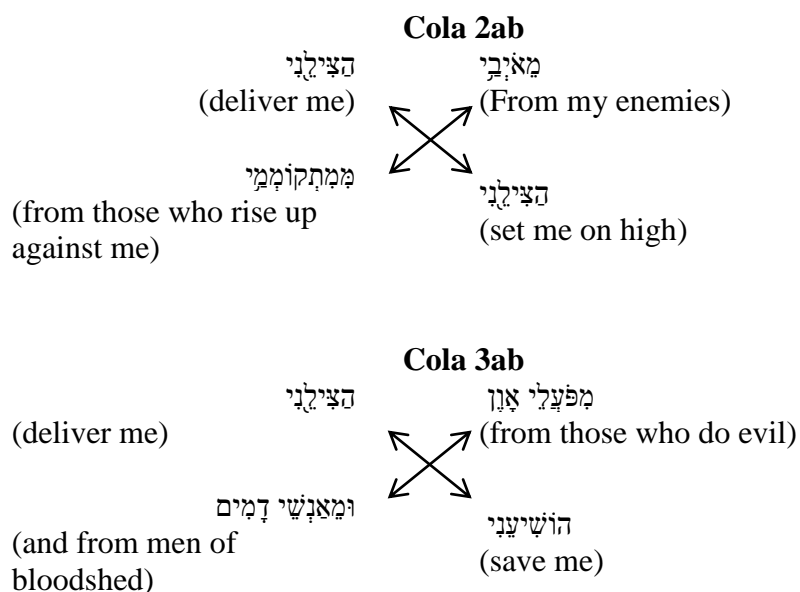 Cola 2ab
מֵאֹיְבַ֥י
(From my enemies)
הַצִּילֵ֖נִי
(deliver me)
הַצִּילֵ֖נִי
(set me on high)
מִּמִתְקוֹמְמַ֥י
(from those who rise up
against me)
Cola 3ab
מִפֹּעֲלֵי אָוֶן
(from those who do evil)
הַצִּילֵ֖נִי
(deliver me)
הוֹשִׁיעֵנִי
(save me)
וּמֵאַנְשֵׁי דָמִים
(and from men of
bloodshed)